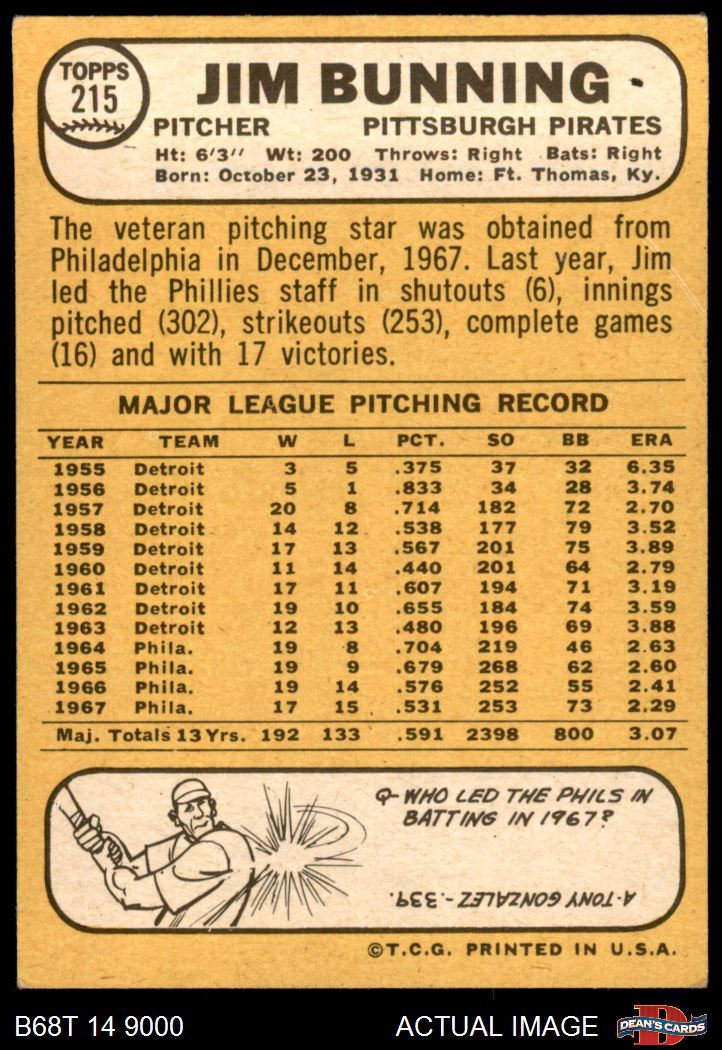 TOPPS
215
JIM BUNNING
PITCHER PITTSBURGH PIRATES
Ht: 6'3'' Wt: 200 Throws: Right Bats: Right
Born: October 23, 1931 Home: Ft. Thomas, Ky.
The veteran pitching star was obtained from
Philadelphia in December, 1967. Last year, Jim
led the Phillies staff in shutouts (6), innings
pitched (302), strikeouts (253), complete games
(16) and with 17 victories.
MAJOR LEAGUE PITCHING RECORD
YEAR TEAM W L PCT. SO BB ERA
1955 Detroit 3 5 .375 37 32 6.35
1956 Detroit 5 1 .833 34 28 3.74
1957 Detroit 20 8 .714 182 72 2.70
1958 Detroit 14 12 .538 177 79 3.52
1959 Detroit 17 13 .567 201 75 3.89
1960 Detroit 11 14 .440 201 64 2.79
1961 Detroit 17 11 .607 194 71 3.19
1962 Detroit 19 10 .655 184 74 3.59
1963 Detroit 12 13 .480 196 69 3.88
1964 Phila. 19 8 .704 219 46 2.63
1965 Phila. 19 9 .679 268 62 2.60
1966 Phila. 19 14 .576 252 55 2.41
1967 Phila. 17 15 .531 253 73 2.29
Maj. Totals 13 Yrs. 192 133 .591 2398 800 3.07
Q-WHO LED THE PHILS IN
BATTING IN 1967?
A-TONY GONZALEZ-.339.
©T.C.G. PRINTED IN U.S.A.
B68T 14 9000 ACTUAL IMAGE
D
DEAN'S CARDS